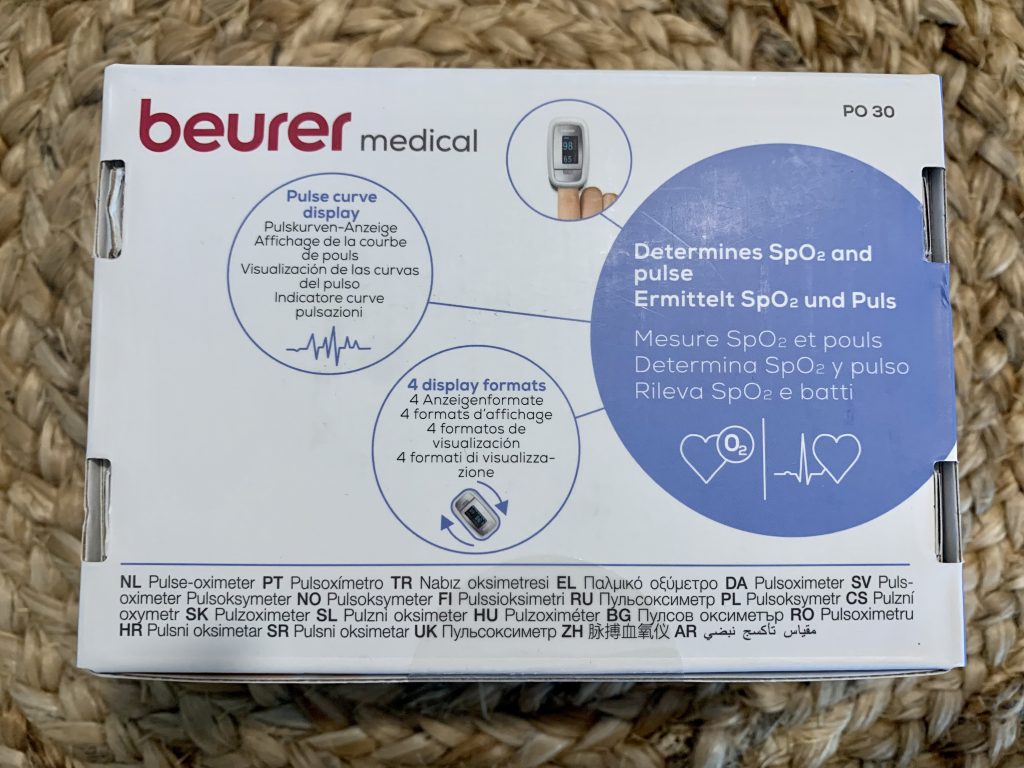 beurer medical
PO 30
98
65
Pulse curve
display
Pulskurven-Anzeige
Affichage de la courbe
de pouls
Visualización de las curvas
del pulso
Indicatore curve
pulsazioni
Determines SpO₂ and
pulse
Ermittelt SpO₂ und Puls
Mesure SpO₂ et pouls
Determina SpO₂ y pulso
Rileva SpO₂ e batti
O₂
4 display formats
4 Anzeigenformate
4 formats d'affichage
4 formatos de
visualización
4 formati di visualizza-
zione
NL Pulse-oximeter PT Pulsoxímetro TR Nabız oksimetresi EL Παλμικό οξύμετρο DA Pulsoximeter SV Puls-
oximeter Pulsoksymeter NO Pulsoksymeter FI Pulssioksimetri RU Пульсоксиметр PL Pulsoksymetr CS Pulzní
oxymetr SK Pulzoximeter SL Pulzni oksimeter HU Pulzoximéter BG Пулсов оксиметър RO Pulsoximetru
HR Pulsni oksimetar SR Pulsni oksimetar UK Пульсоксиметр ZH 脉搏血氧仪 AR مقياس تأكسج نبضي